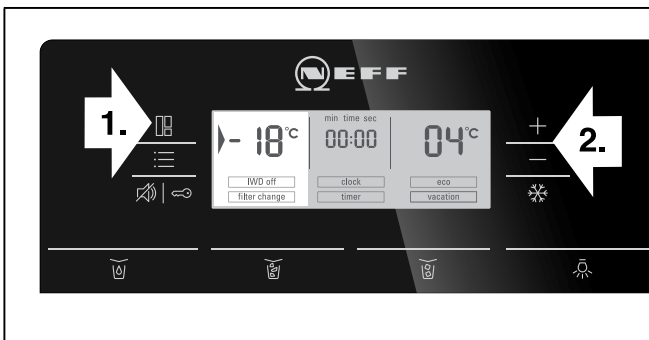 NEFF
1.
2.
min time sec
- 18°C
00:00
04°C
+
−
IWD off
clock
eco
filter change
timer
vacation